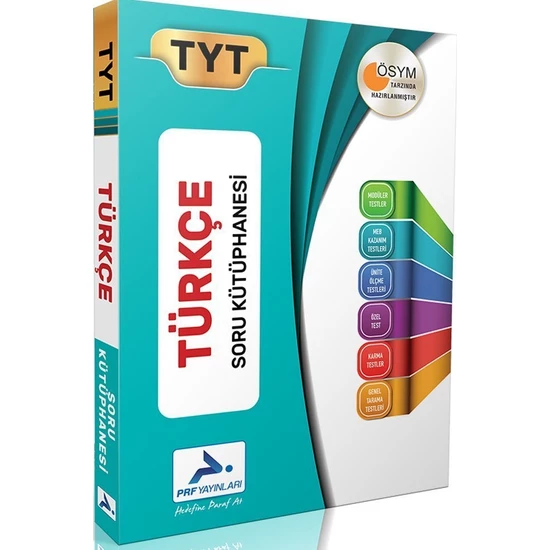 TYT
TÜRKÇE
SORU
KÜTÜPHANESİ
TYT
ÖSYM
TARZINDA
HAZIRLANMIŞTIR
TÜRKÇE
SORU KÜTÜPHANESİ
MODÜLER
TESTLER
MEB
KAZANIM
TESTLERİ
ÜNİTE
ÖLÇME
TESTLERİ
ÖZEL
TEST
KARMA
TESTLER
GENEL
TARAMA
TESTLERİ
PRF YAYINLARI
Hedefine Paraf At